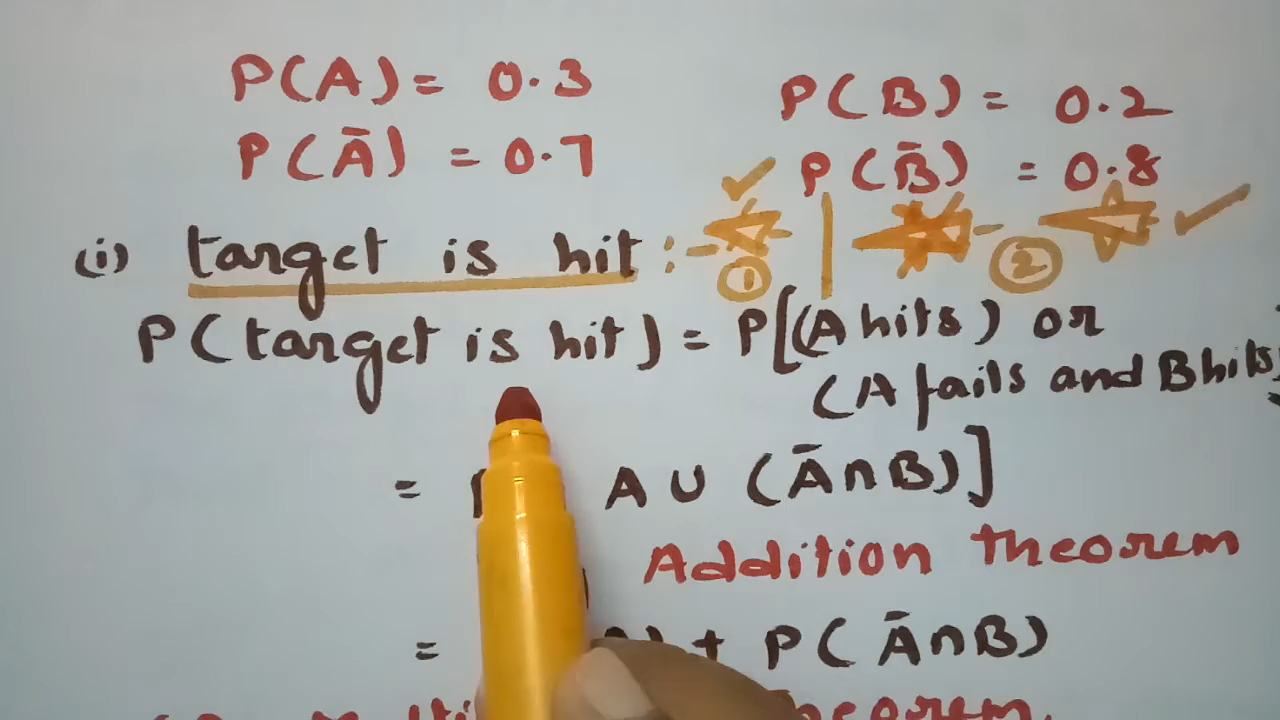 P(A) = 0.3
P(B) = 0.2
P(Ā) = 0.7
P(B̄) = 0.8
(i) target is hit :- ① | - ②
P(target is hit) = P[(A hits) or
(A fails and B hits)
= A ∪ (Ā ∩ B)]
Addition theorem
= + P(Ā ∩ B)